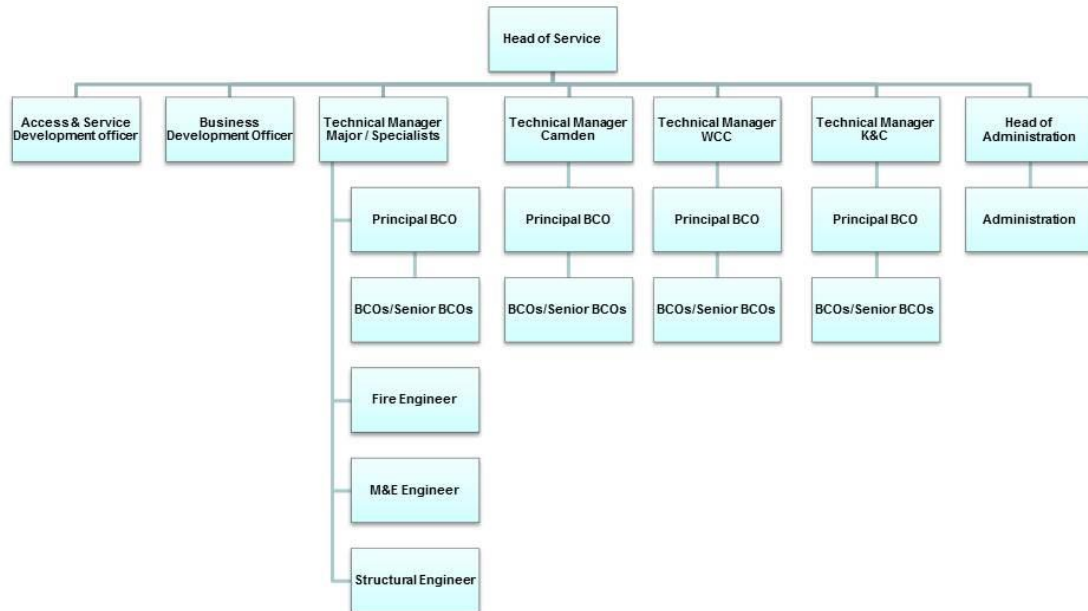 Head of Service
Access & Service
Development officer
Business
Development Officer
Technical Manager
Major / Specialists
Technical Manager
Camden
Technical Manager
WCC
Technical Manager
K&C
Head of
Administration
Principal BCO
Principal BCO
Principal BCO
Principal BCO
Administration
BCOs/Senior BCOs
BCOs/Senior BCOs
BCOs/Senior BCOs
BCOs/Senior BCOs
Fire Engineer
M&E Engineer
Structural Engineer